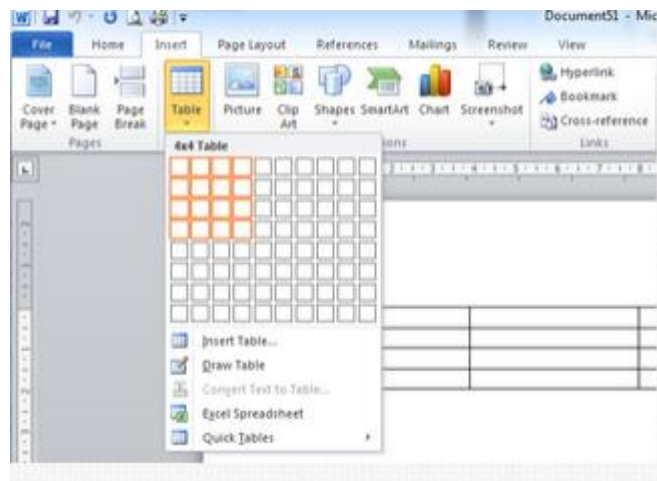 W Document51 - Mic
File Home Insert Page Layout References Mailings Review View
Cover Page Blank Page Page Break Table Picture Clip Art Shapes SmartArt Chart Screenshot Hyperlink
Bookmark
Cross-reference
Pages Links
4x4 Table
Insert Table...
Draw Table
Convert Text to Table...
Excel Spreadsheet
Quick Tables